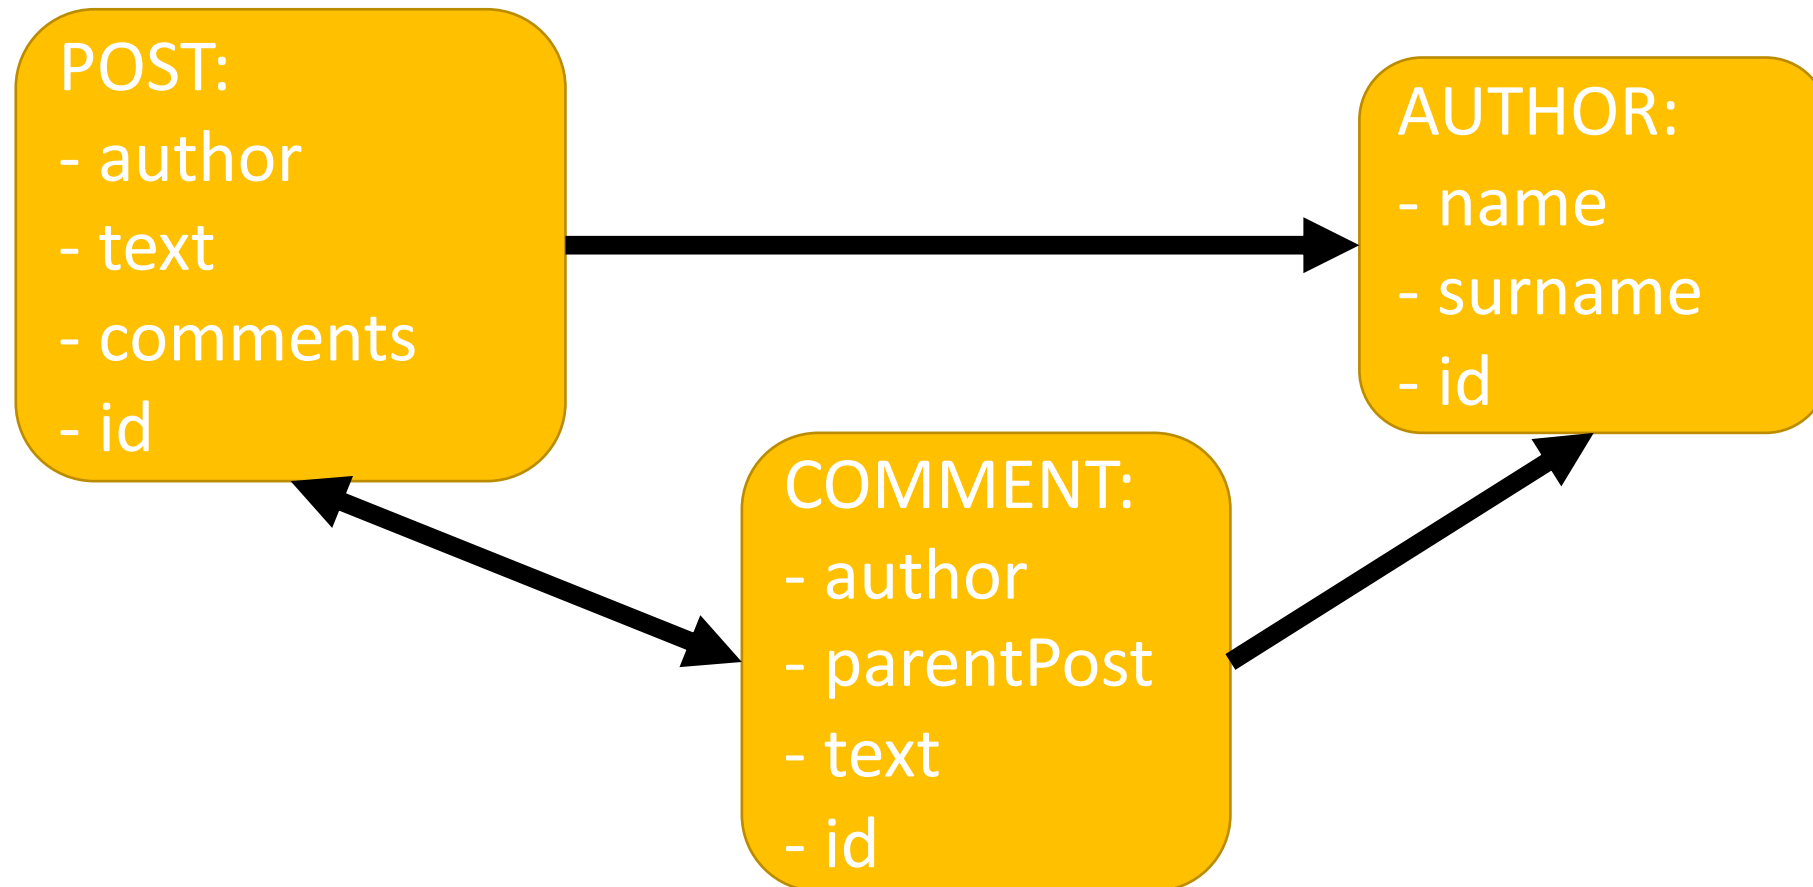 POST:
- author
- text
- comments
- id
AUTHOR:
- name
- surname
- id
COMMENT:
- author
- parentPost
- text
- id